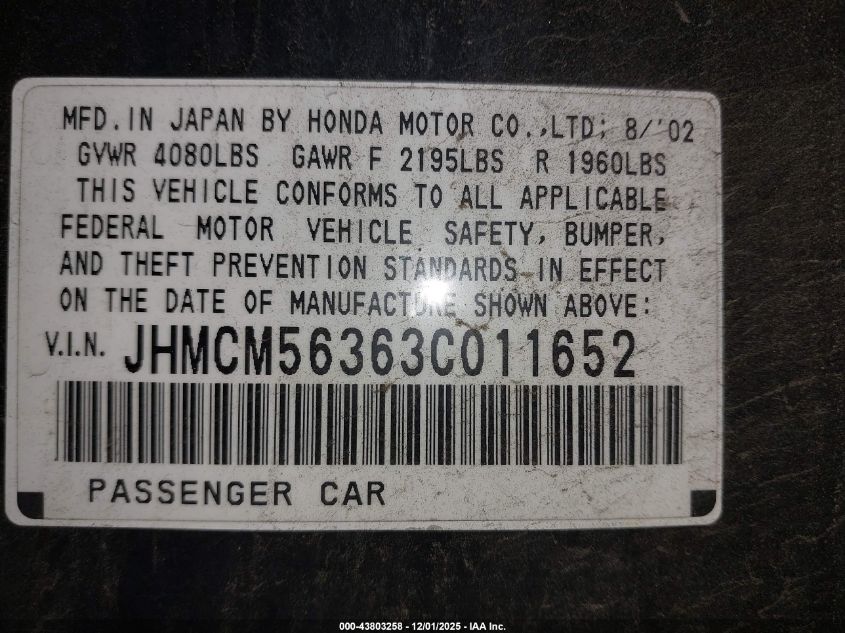 MFD. IN JAPAN BY HONDA MOTOR CO.,LTD; 8/'02
GVWR 4080LBS GAWR F 2195LBS R 1960LBS
THIS VEHICLE CONFORMS TO ALL APPLICABLE
FEDERAL MOTOR VEHICLE SAFETY, BUMPER,
AND THEFT PREVENTION STANDARDS IN EFFECT
ON THE DATE OF MANUFACTURE SHOWN ABOVE:
V.I.N. JHMCM56363C011652
PASSENGER CAR
000-43803258 - 12/01/2025 - IAA Inc.